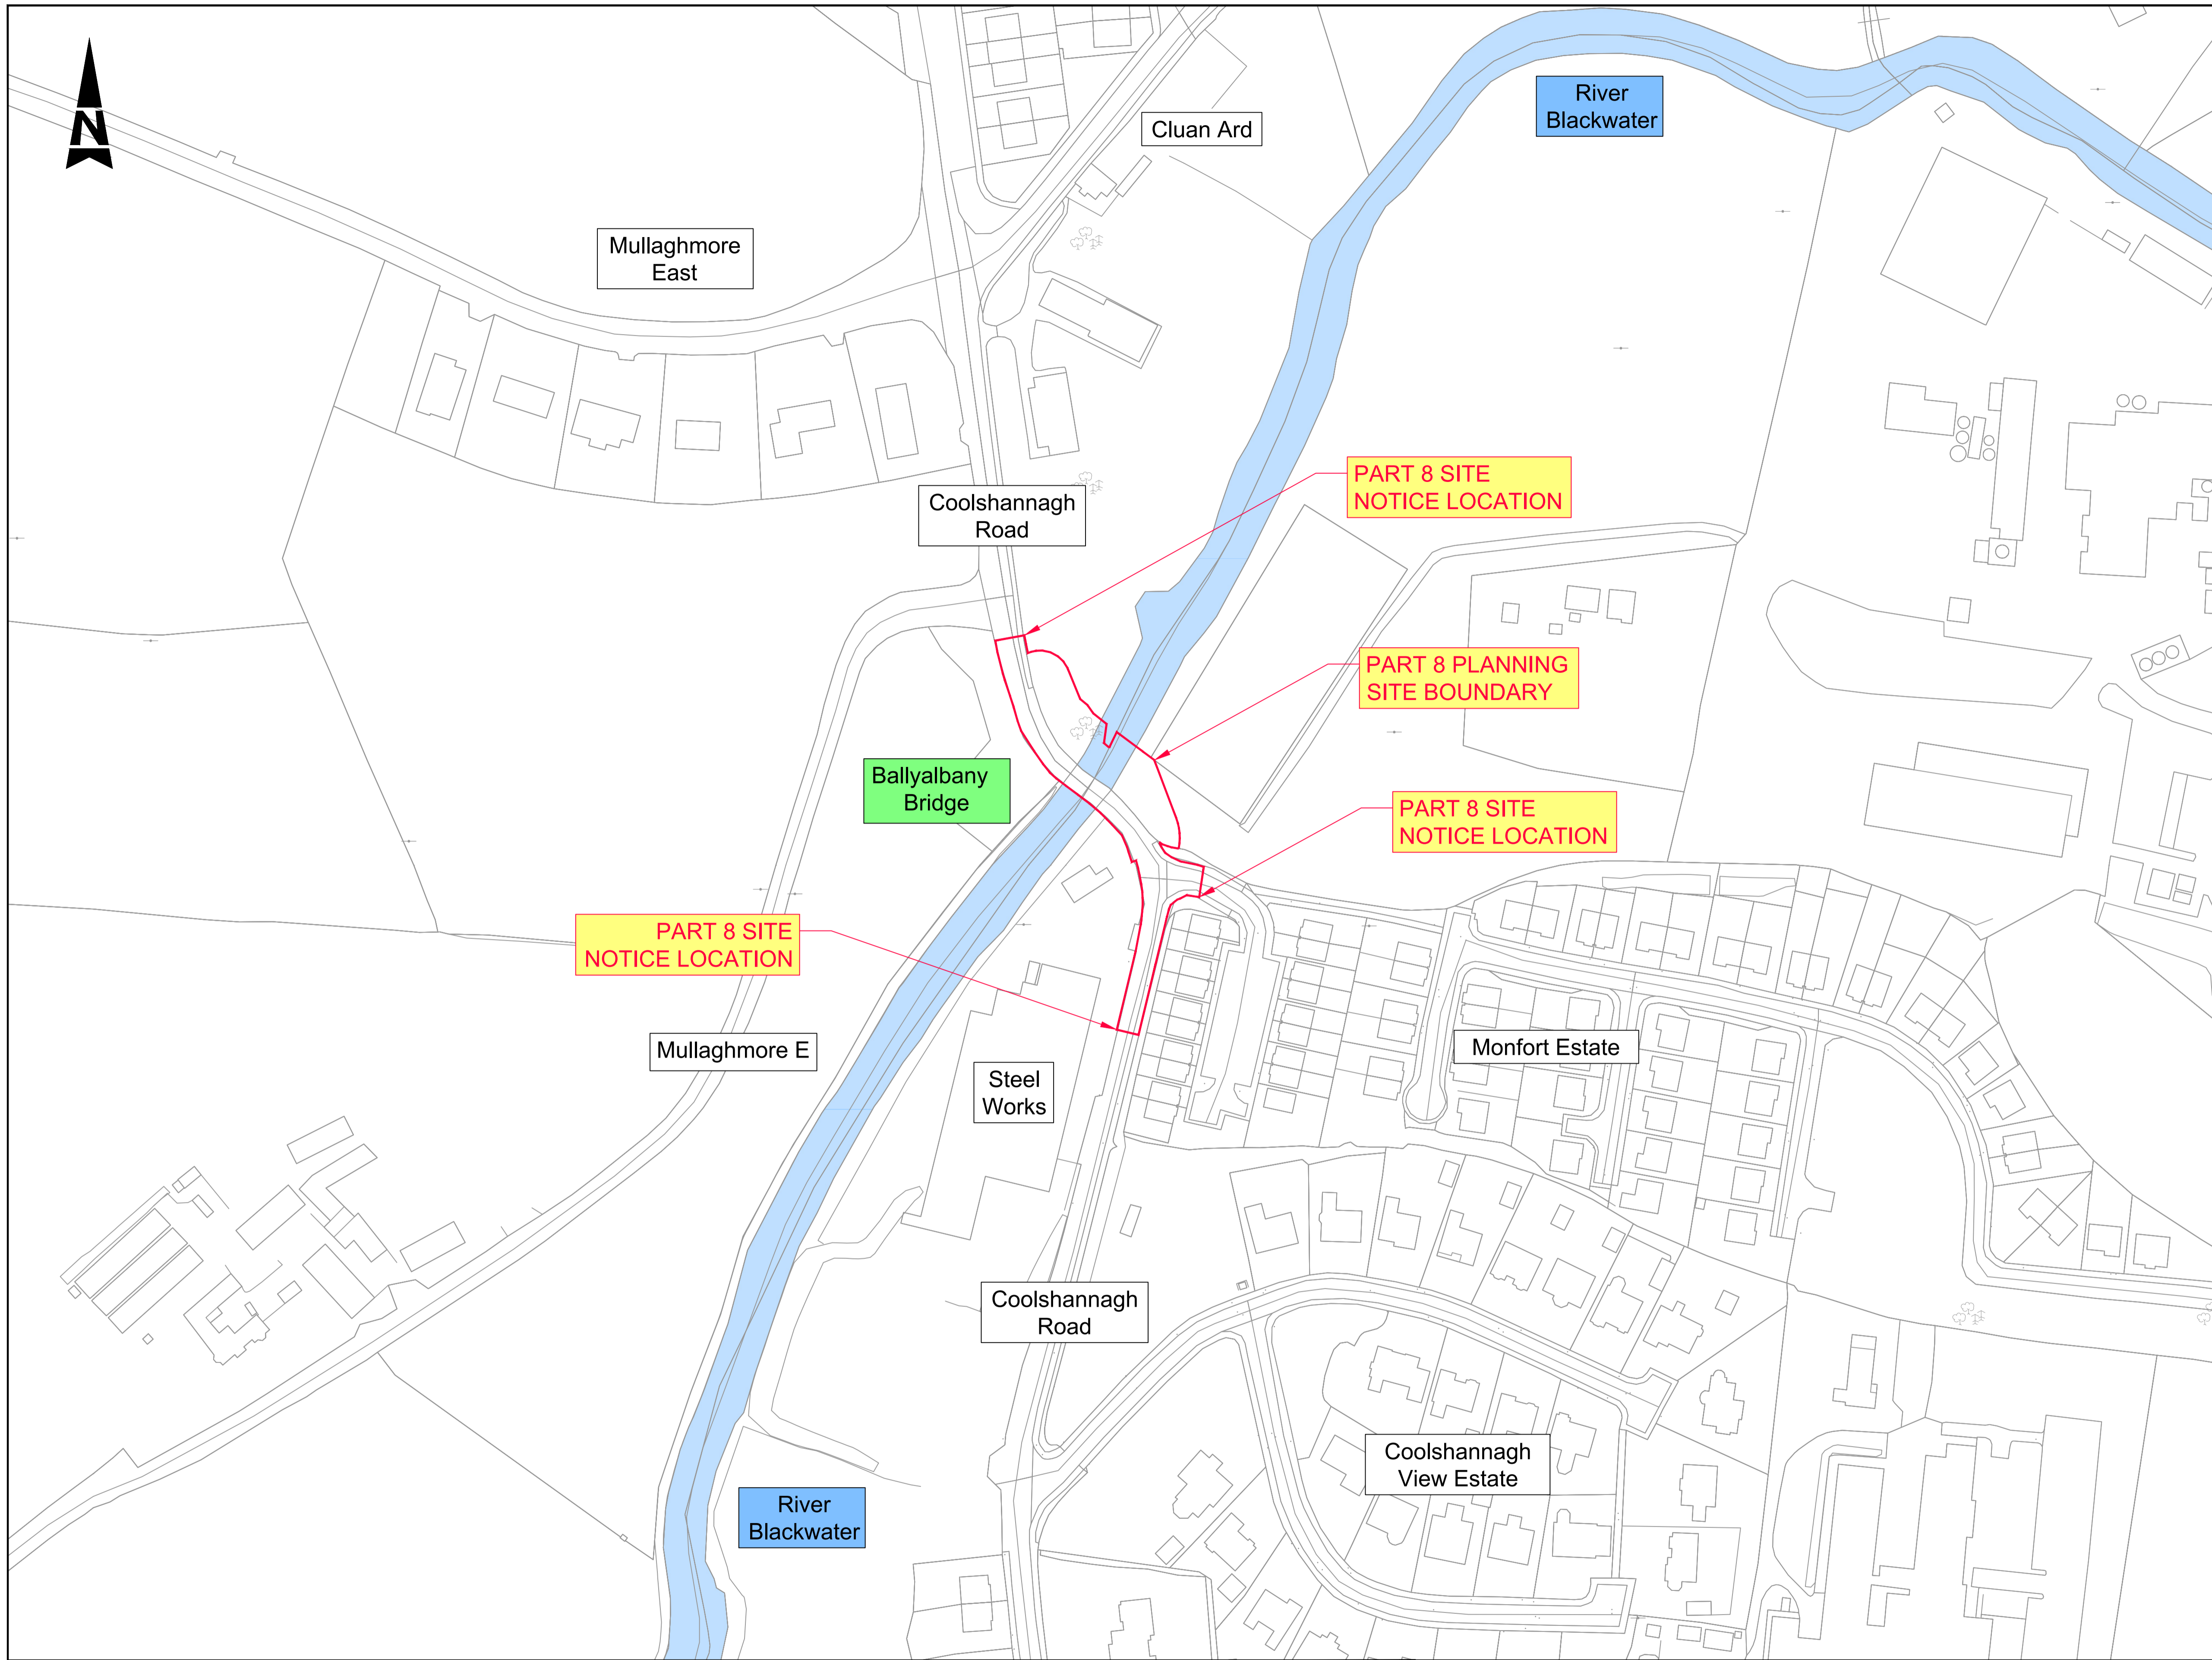 N
River
Blackwater
Cluan Ard
Mullaghmore
East
PART 8 SITE
NOTICE LOCATION
Coolshannagh
Road
PART 8 PLANNING
SITE BOUNDARY
Ballyalbany
Bridge
PART 8 SITE
NOTICE LOCATION
PART 8 SITE
NOTICE LOCATION
Mullaghmore E
Monfort Estate
Steel
Works
Coolshannagh
Road
Coolshannagh
View Estate
River
Blackwater